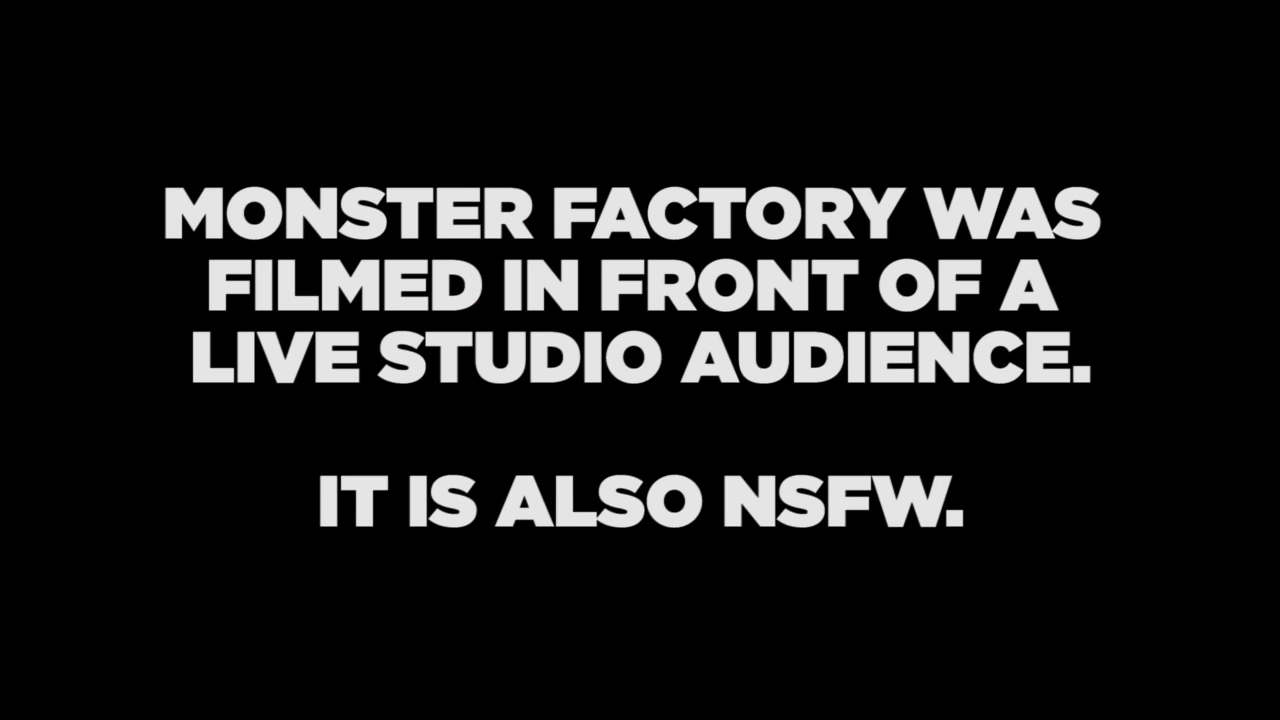 MONSTER FACTORY WAS
FILMED IN FRONT OF A
LIVE STUDIO AUDIENCE.
IT IS ALSO NSFW.